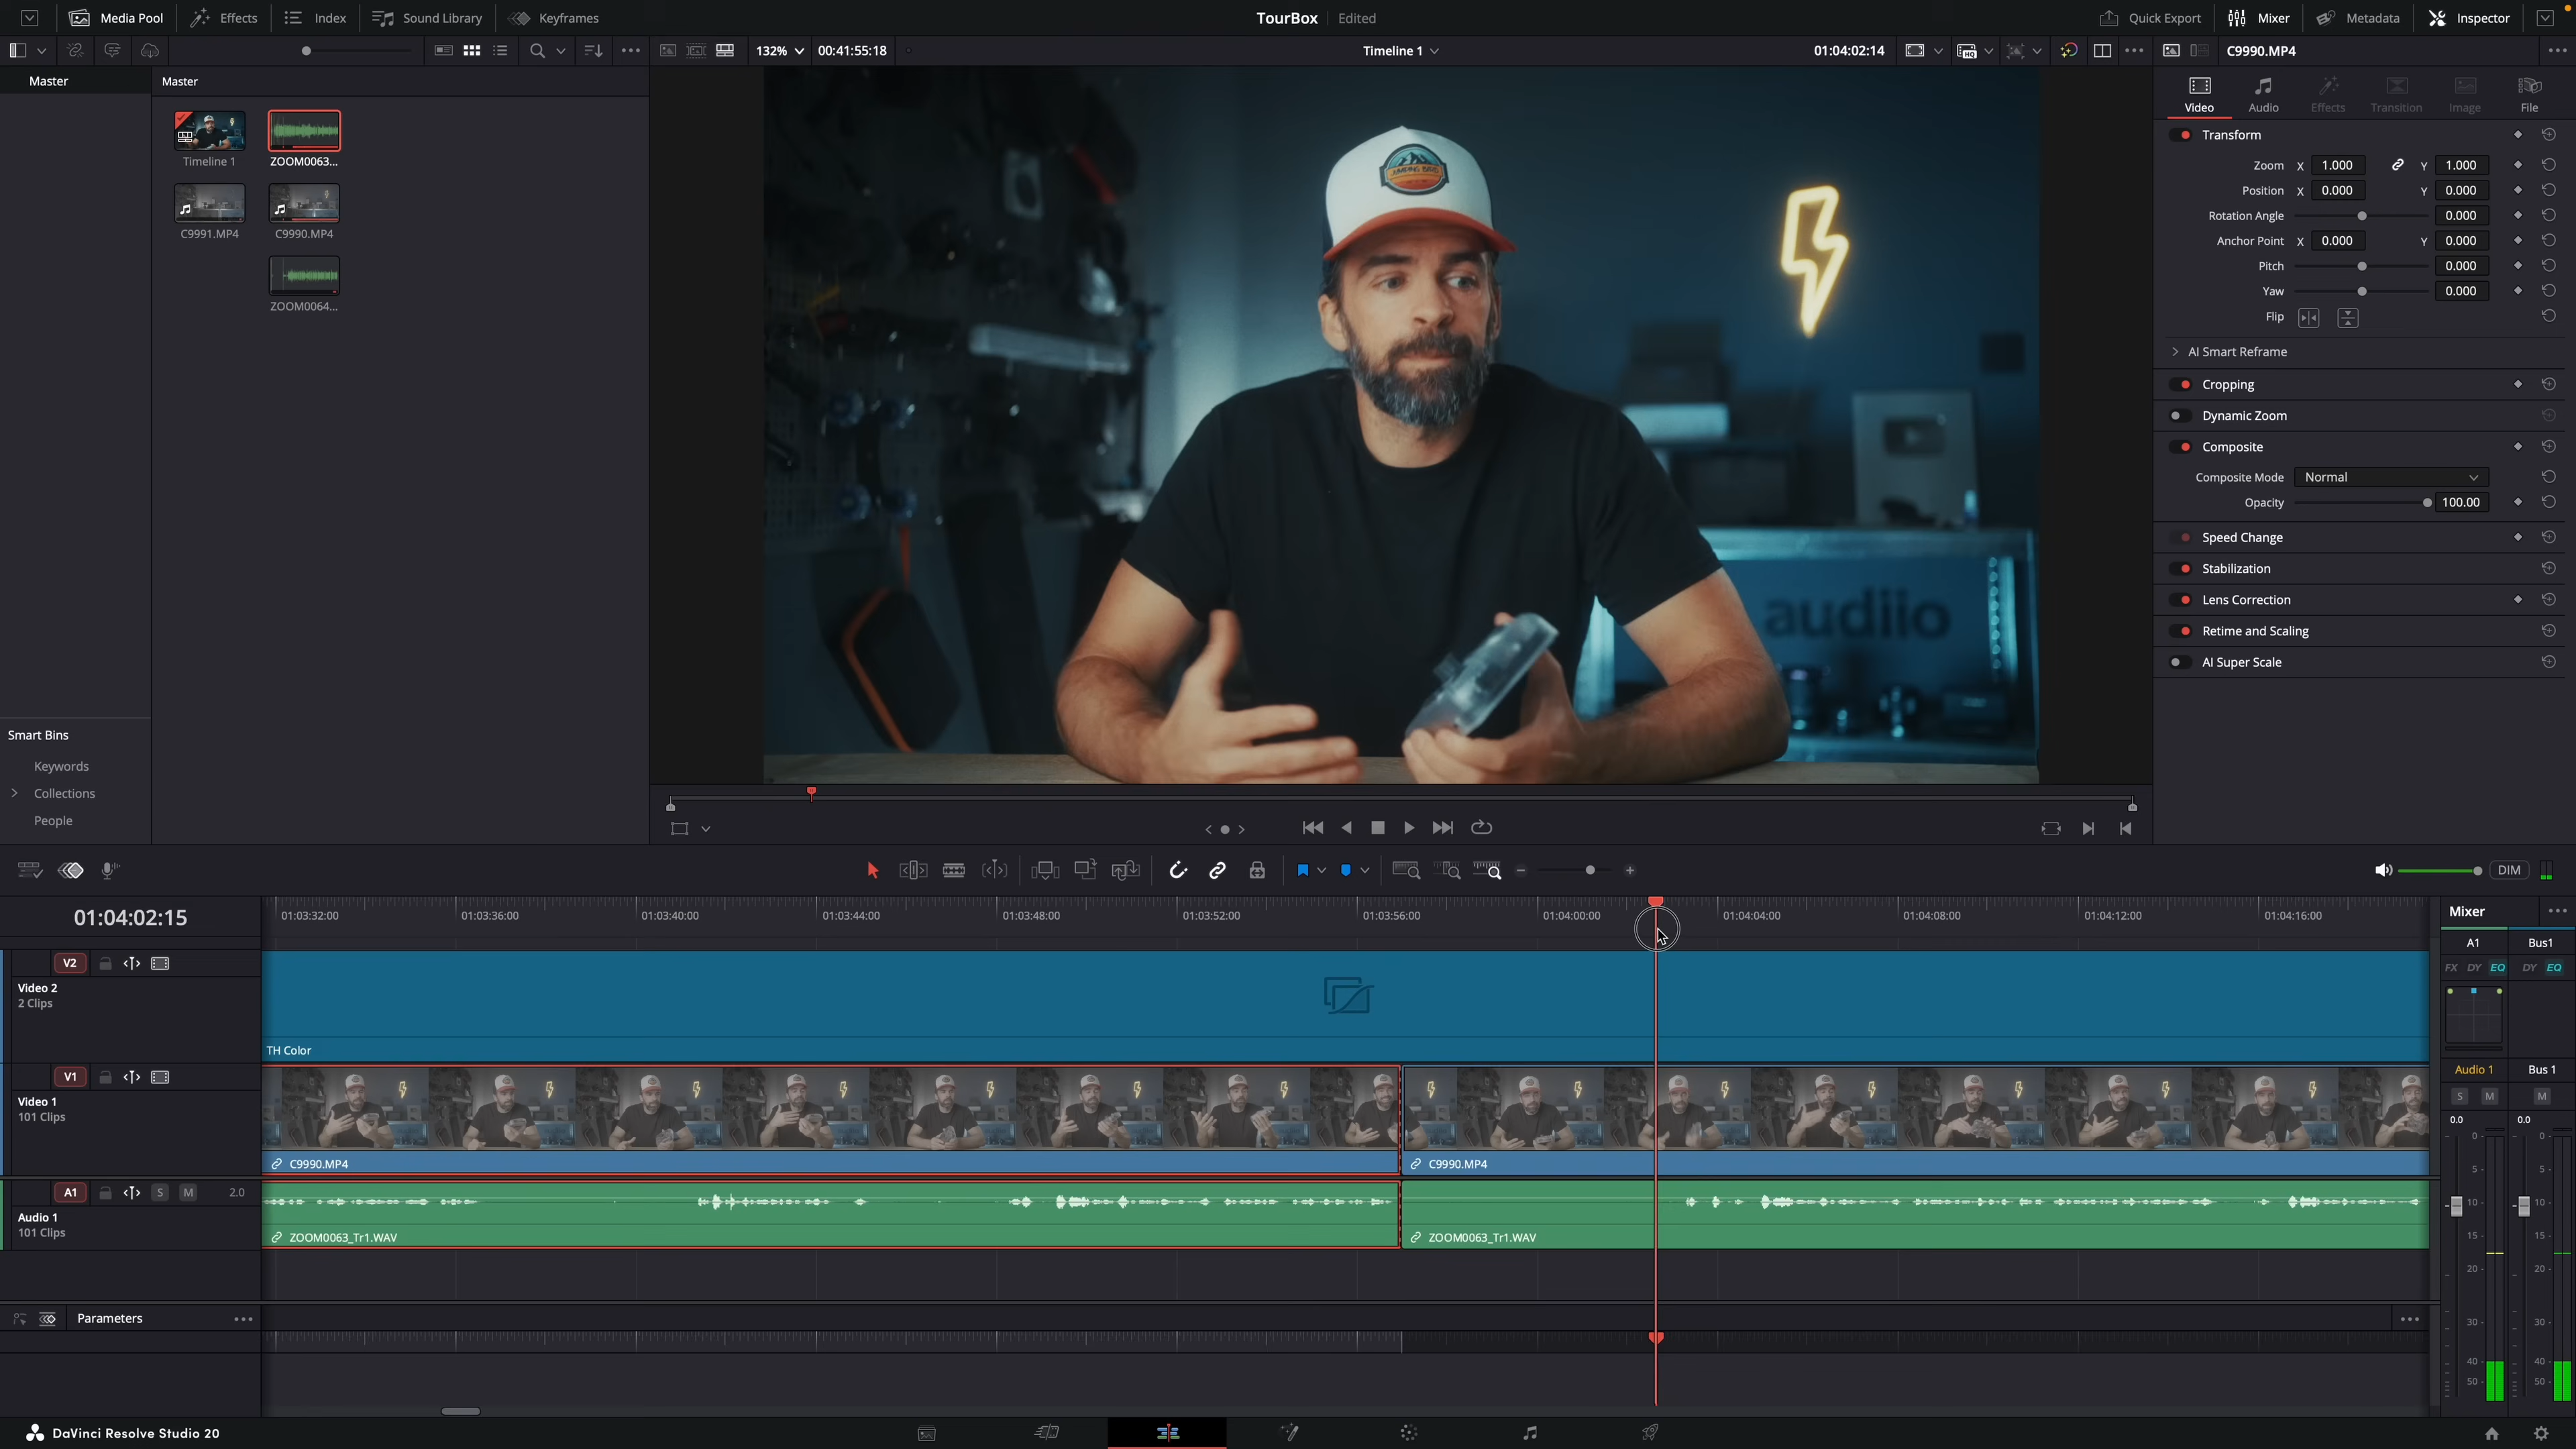 Media Pool Effects Index Sound Library Keyframes TourBox Edited Quick Export Mixer Metadata Inspector
132% 00:41:55:18 Timeline 1 01:04:02:14 C9990.MP4
Master Master
Video Audio Effects Transition Image File
Timeline 1 ZOOM0063...
C9991.MP4 C9990.MP4
ZOOM0064...
Transform
Zoom X 1.000 Y 1.000
Position X 0.000 Y 0.000
Rotation Angle 0.000
Anchor Point X 0.000 Y 0.000
Pitch 0.000
Yaw 0.000
Flip
AI Smart Reframe
Cropping
Dynamic Zoom
Composite
Composite Mode Normal
Opacity 100.00
Speed Change
Stabilization
Lens Correction
Retime and Scaling
AI Super Scale
audiio
Smart Bins
Keywords
Collections
People
DIM
01:04:02:15 01:03:32:00 01:03:36:00 01:03:40:00 01:03:44:00 01:03:48:00 01:03:52:00 01:03:56:00 01:04:00:00 01:04:04:00 01:04:08:00 01:04:12:00 01:04:16:00
Mixer
A1 Bus1
FX DY EQ DY EQ
V2
Video 2
2 Clips
TH Color
V1
Video 1
101 Clips
C9990.MP4 C9990.MP4
Audio 1 Bus 1
S M M
0.0 0.0
A1 S M 2.0
Audio 1
101 Clips
ZOOM0063_Tr1.WAV ZOOM0063_Tr1.WAV
0 0
5 5
10 10
15 15
20 20
30 30
40 40
50 50
Parameters
DaVinci Resolve Studio 20